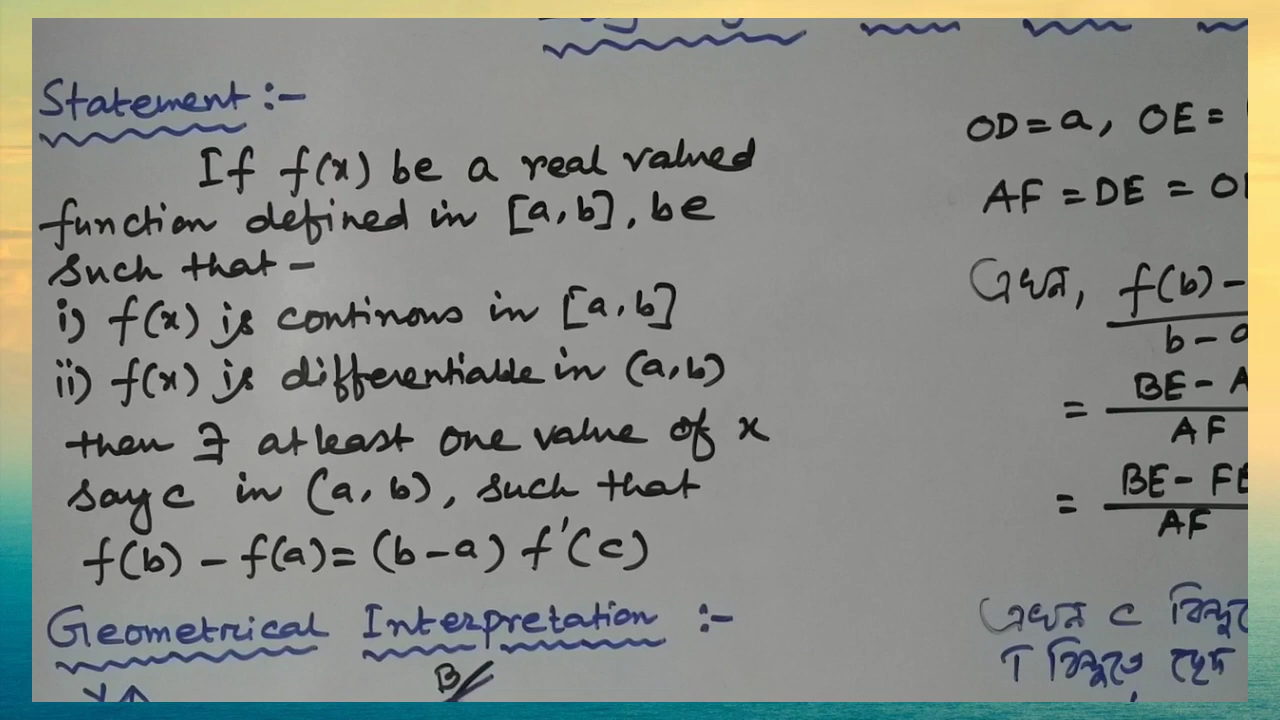 Statement :-
If f(x) be a real valued
function defined in [a,b], be
such that -
i) f(x) is continous in [a,b]
ii) f(x) is differentiable in (a,b)
then ∃ atleast one value of x
say c in (a,b), such that
f(b) - f(a) = (b-a) f'(c)
Geometrical Interpretation :-
Y
B
OD = a, OE =
AF = DE = O
এখন, f(b) -
b - a
= BE - A
AF
= BE - FE
AF
এখন C বিন্দুতে
T বিন্দুতে ছেদ